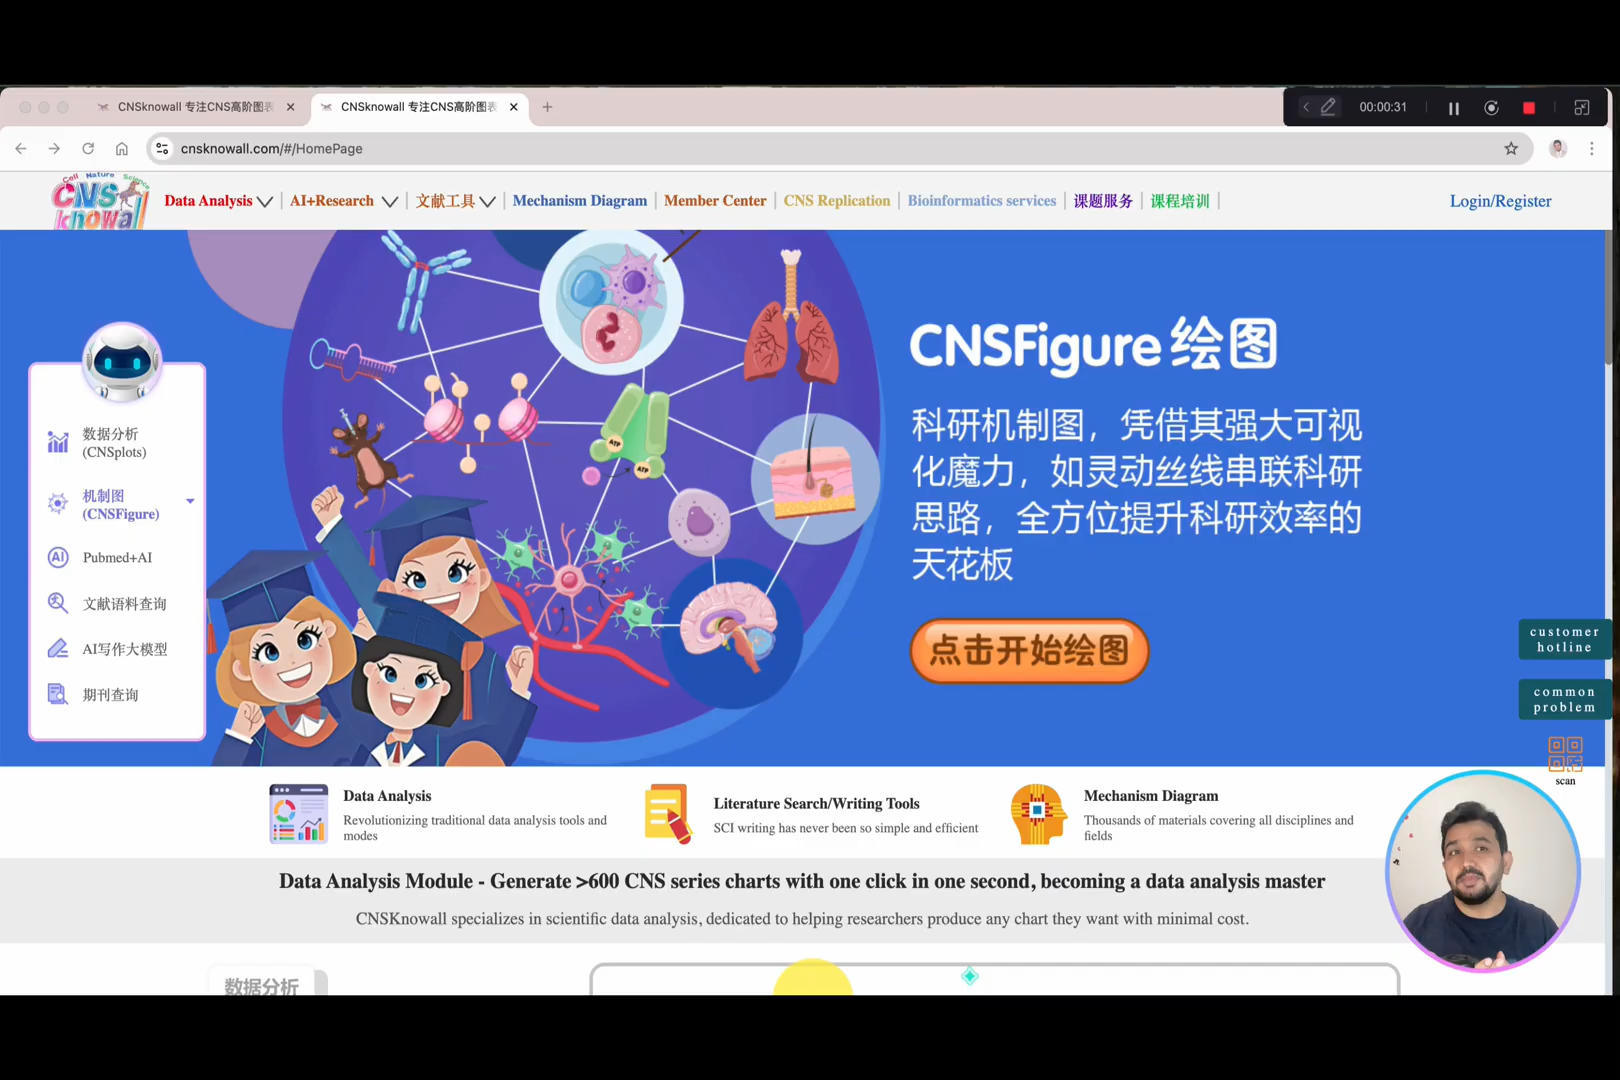 CNSknowall 专注CNS高阶图表
CNSknowall 专注CNS高阶图表
00:00:31
cnsknowall.com/#/HomePage
Cell Nature Science
CNS
knowall
Data Analysis
AI+Research
文献工具
Mechanism Diagram
Member Center
CNS Replication
Bioinformatics services
课题服务
课程培训
Login/Register
数据分析
(CNSplots)
机制图
(CNSFigure)
Pubmed+AI
文献语料查询
AI写作大模型
期刊查询
ATP
ATP
CNSFigure 绘图
科研机制图，凭借其强大可视
化魔力，如灵动丝线串联科研
思路，全方位提升科研效率的
天花板
点击开始绘图
customer
hotline
common
problem
scan
Data Analysis
Revolutionizing traditional data analysis tools and
modes
Literature Search/Writing Tools
SCI writing has never been so simple and efficient
Mechanism Diagram
Thousands of materials covering all disciplines and
fields
Data Analysis Module - Generate >600 CNS series charts with one click in one second, becoming a data analysis master
CNSKnowall specializes in scientific data analysis, dedicated to helping researchers produce any chart they want with minimal cost.
数据分析